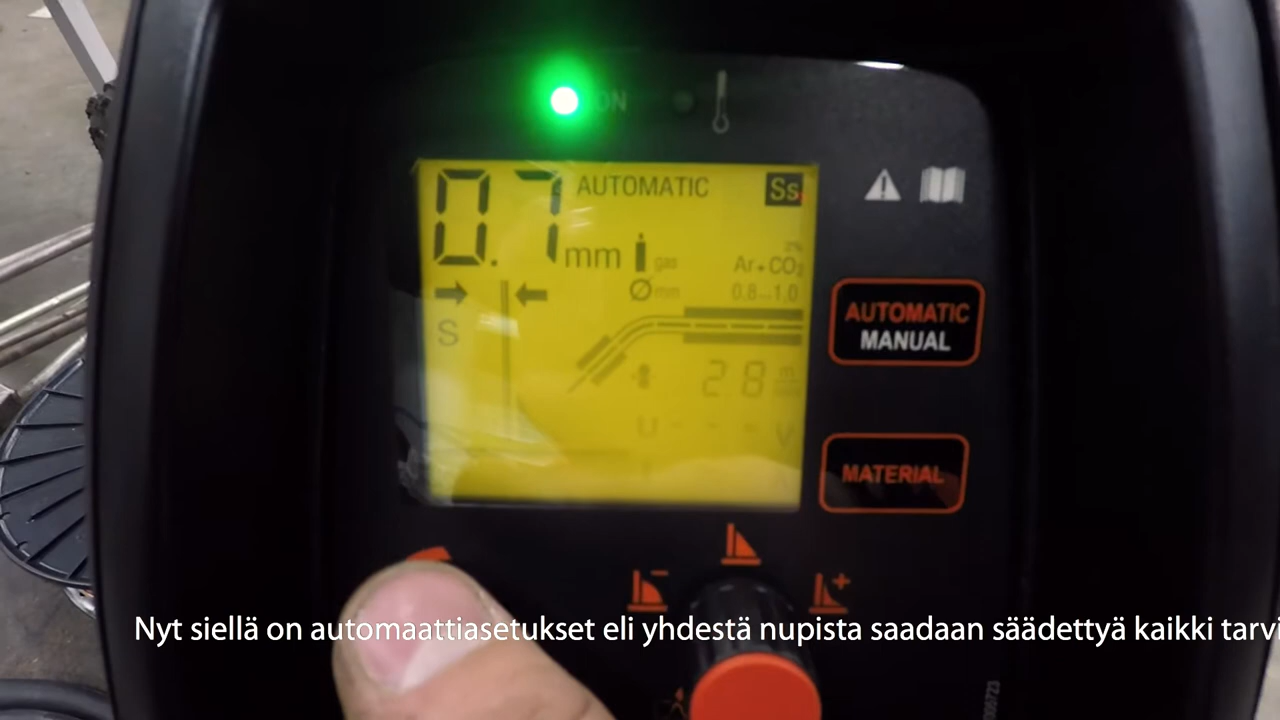 ON
0.7 mm
AUTOMATIC
Ss
gas
2%
Ar+CO2
Ø mm
0,8...1,0
S
2.8 m
U - - - V
AUTOMATIC
MANUAL
MATERIAL
Nyt siellä on automaattiasetukset eli yhdestä nupista saadaan säädettyä kaikki tarvi